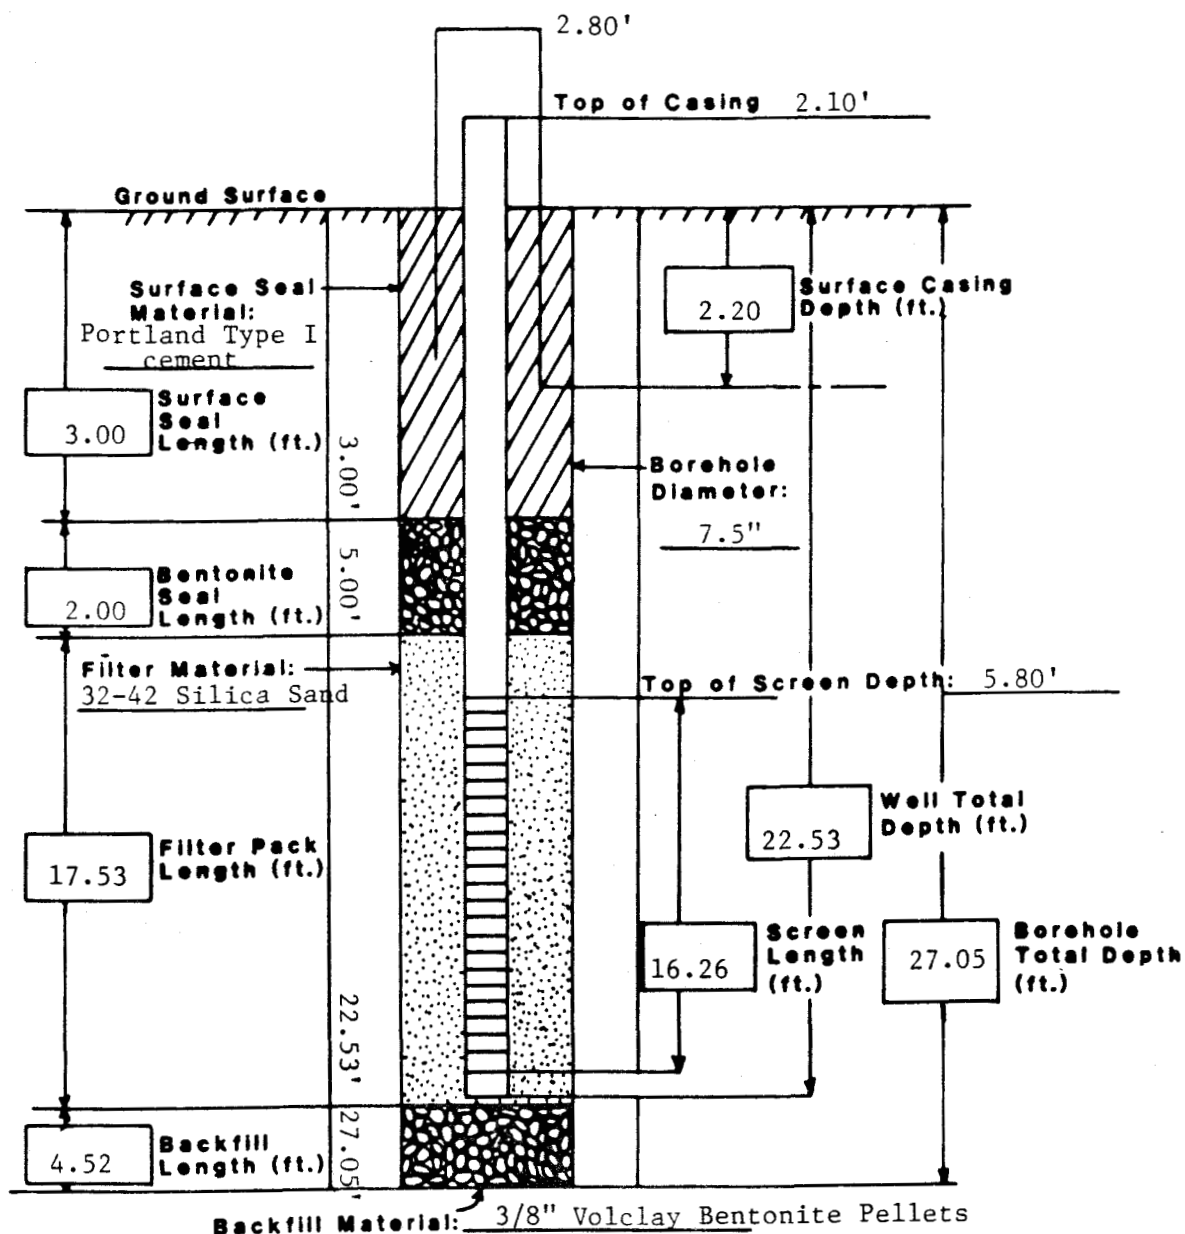 2.80'
Top of Casing 2.10'
Ground Surface
Surface Seal
Material:
Portland Type I
cement
Surface Casing
Depth (ft.)
2.20
Surface
Seal
Length (ft.)
3.00
3.00'
Borehole
Diameter:
7.5"
Bentonite
Seal
Length (ft.)
2.00
5.00'
Filter Material:
32-42 Silica Sand
Top of Screen Depth: 5.80'
Well Total
Depth (ft.)
22.53
Filter Pack
Length (ft.)
17.53
Screen
Length
(ft.)
16.26
Borehole
Total Depth
(ft.)
27.05
22.53'
27.05'
Backfill
Length (ft.)
4.52
Backfill Material: 3/8" Volclay Bentonite Pellets